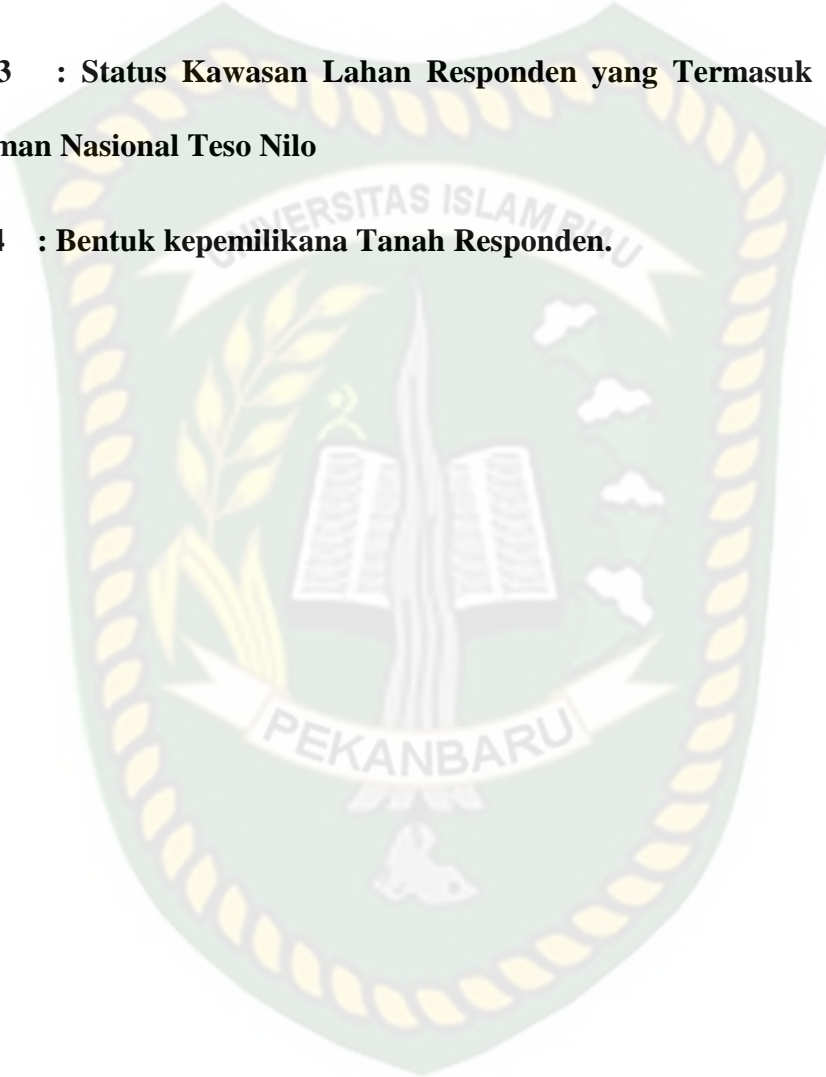 3 : Status Kawasan Lahan Responden yang Termasuk
man Nasional Teso Nilo
4 : Bentuk kepemilikana Tanah Responden.
UNIVERSITAS ISLAM RIAU
PEKANBARU